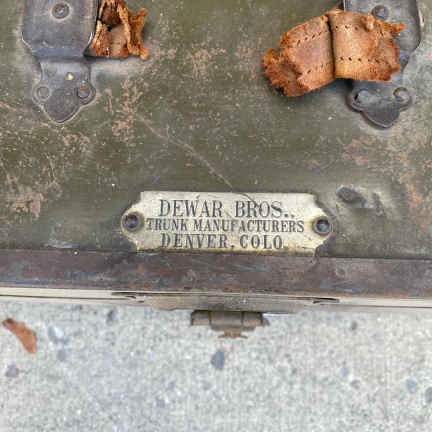 DEWAR BROS.,
TRUNK MANUFACTURERS
DENVER, COLO.